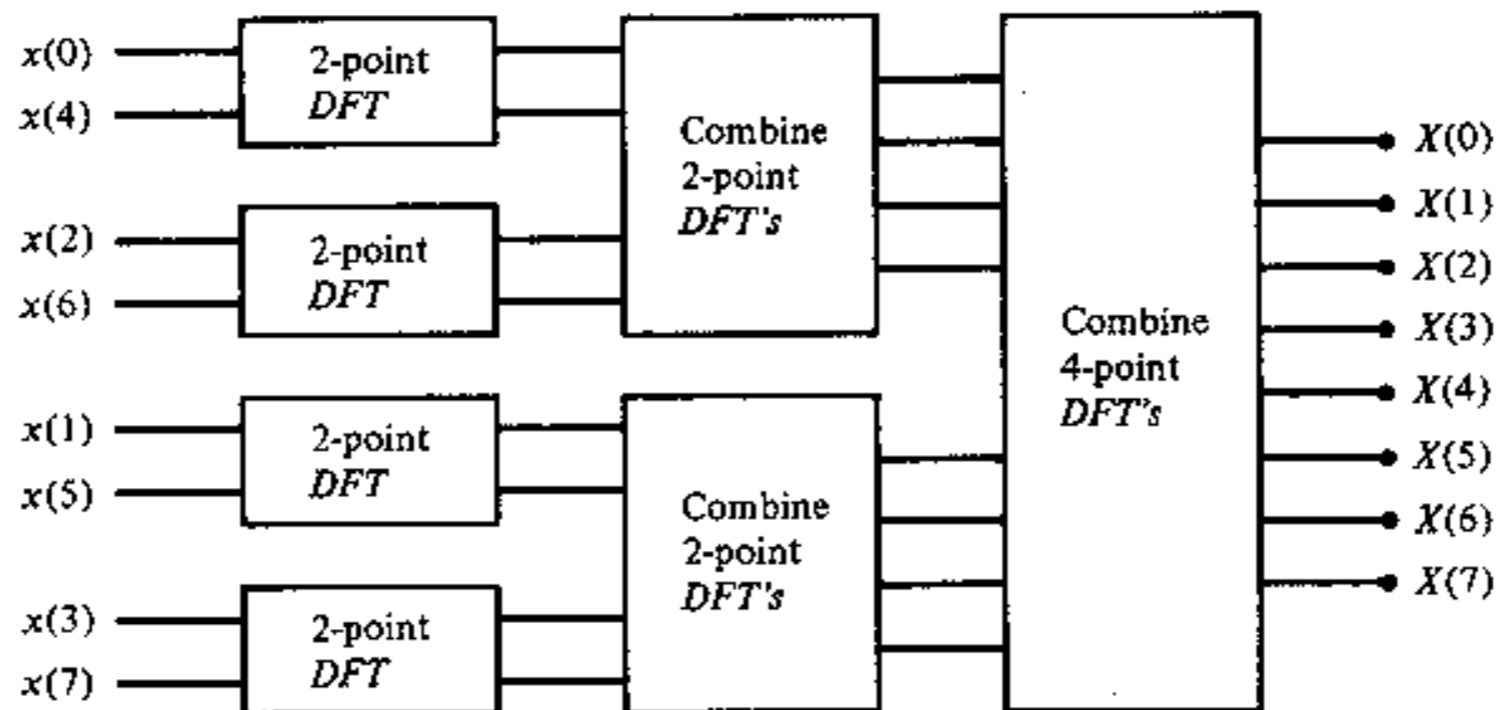 x(0)
x(4)
x(2)
x(6)
x(1)
x(5)
x(3)
x(7)
2-point
DFT
2-point
DFT
2-point
DFT
2-point
DFT
Combine
2-point
DFT's
Combine
2-point
DFT's
Combine
4-point
DFT's
X(0)
X(1)
X(2)
X(3)
X(4)
X(5)
X(6)
X(7)